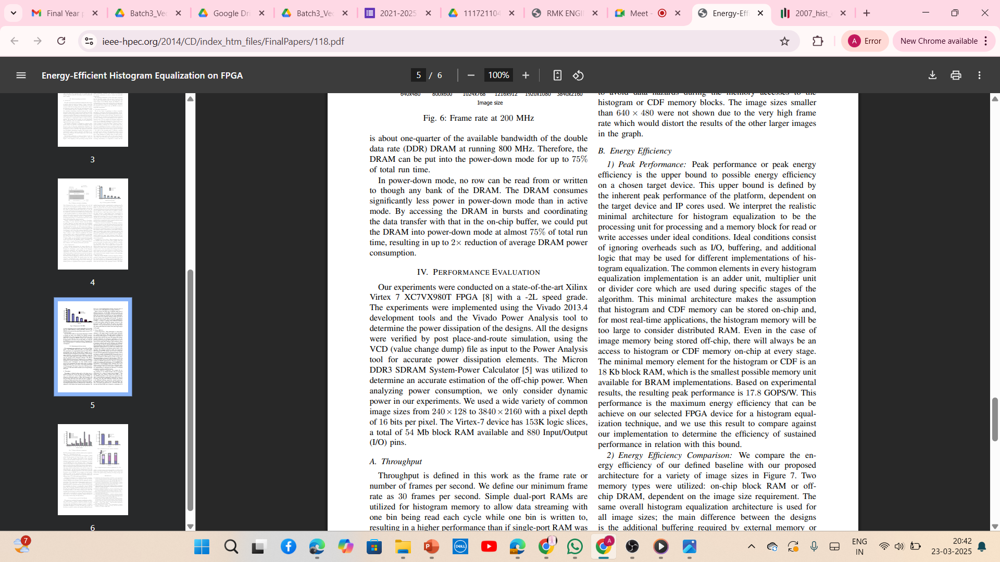 Final Year
Batch3_Ve
Google Dri
Batch3_Ve
2021-2025
111721104
RMK ENGI
Meet -
Energy-Eff
2007_hist_
ieee-hpec.org/2014/CD/index_htm_files/FinalPapers/118.pdf
A Error
New Chrome available
Energy-Efficient Histogram Equalization on FPGA
5 / 6
100%
3
4
5
6
640x480 800x600 1024x768 1216x912 1920x1080 3840x2160
Image size
Fig. 6: Frame rate at 200 MHz
is about one-quarter of the available bandwidth of the double
data rate (DDR) DRAM at running 800 MHz. Therefore, the
DRAM can be put into the power-down mode for up to 75%
of total run time.
In power-down mode, no row can be read from or written
to though any bank of the DRAM. The DRAM consumes
significantly less power in power-down mode than in active
mode. By accessing the DRAM in bursts and coordinating
the data transfer with that in the on-chip buffer, we could put
the DRAM into power-down mode at almost 75% of total run
time, resulting in up to 2× reduction of average DRAM power
consumption.
IV. PERFORMANCE EVALUATION
Our experiments were conducted on a state-of-the-art Xilinx
Virtex 7 XC7VX980T FPGA [8] with a -2L speed grade.
The experiments were implemented using the Vivado 2013.4
development tools and the Vivado Power Analysis tool to
determine the power dissipation of the designs. All the designs
were verified by post place-and-route simulation, using the
VCD (value change dump) file as input to the Power Analysis
tool for accurate power dissipation elements. The Micron
DDR3 SDRAM System-Power Calculator [5] was utilized to
determine an accurate estimation of the off-chip power. When
analyzing power consumption, we only consider dynamic
power in our experiments. We used a wide variety of common
image sizes from 240×128 to 3840×2160 with a pixel depth
of 16 bits per pixel. The Virtex-7 device has 153K logic slices,
a total of 54 Mb block RAM available and 880 Input/Output
(I/O) pins.
A. Throughput
Throughput is defined in this work as the frame rate or
number of frames per second. We define our minimum frame
rate as 30 frames per second. Simple dual-port RAMs are
utilized for histogram memory to allow data streaming with
one bin being read each cycle while one bin is written to,
resulting in a higher performance than if single-port RAM was
to avoid data hazards during the memory accesses to the
histogram or CDF memory blocks. The image sizes smaller
than 640 × 480 were not shown due to the very high frame
rate which would distort the results of the other larger images
in the graph.
B. Energy Efficiency
1) Peak Performance: Peak performance or peak energy
efficiency is the upper bound to possible energy efficiency
on a chosen target device. This upper bound is defined by
the inherent peak performance of the platform, dependent on
the target device and IP cores used. We interpret the realistic
minimal architecture for histogram equalization to be the
processing unit for processing and a memory block for read or
write accesses under ideal conditions. Ideal conditions consist
of ignoring overheads such as I/O, buffering, and additional
logic that may be used for different implementations of his-
togram equalization. The common elements in every histogram
equalization implementation is an adder unit, multiplier unit
or divider core which are used during specific stages of the
algorithm. This minimal architecture makes the assumption
that histogram and CDF memory can be stored on-chip and,
for most real-time applications, the histogram memory will be
too large to consider distributed RAM. Even in the case of
image memory being stored off-chip, there will always be an
access to histogram or CDF memory on-chip at every stage.
The minimal memory element for the histogram or CDF is an
18 Kb block RAM, which is the smallest possible memory unit
available for BRAM implementations. Based on experimental
results, the resulting peak performance is 17.8 GOPS/W. This
performance is the maximum energy efficiency that can be
achieve on our selected FPGA device for a histogram equal-
ization technique, and we use this result to compare against
our implementation to determine the efficiency of sustained
performance in relation with this bound.
2) Energy Efficiency Comparison: We compare the en-
ergy efficiency of our defined baseline with our proposed
architecture for a variety of image sizes in Figure 7. Two
memory types were utilized: on-chip block RAM or off-
chip DRAM, dependent on the image size requirement. The
same overall histogram equalization architecture is used for
all image sizes; the main difference between the designs
is the additional buffering required by external memory or
7
DELL
ENG
IN
20:42
23-03-2025